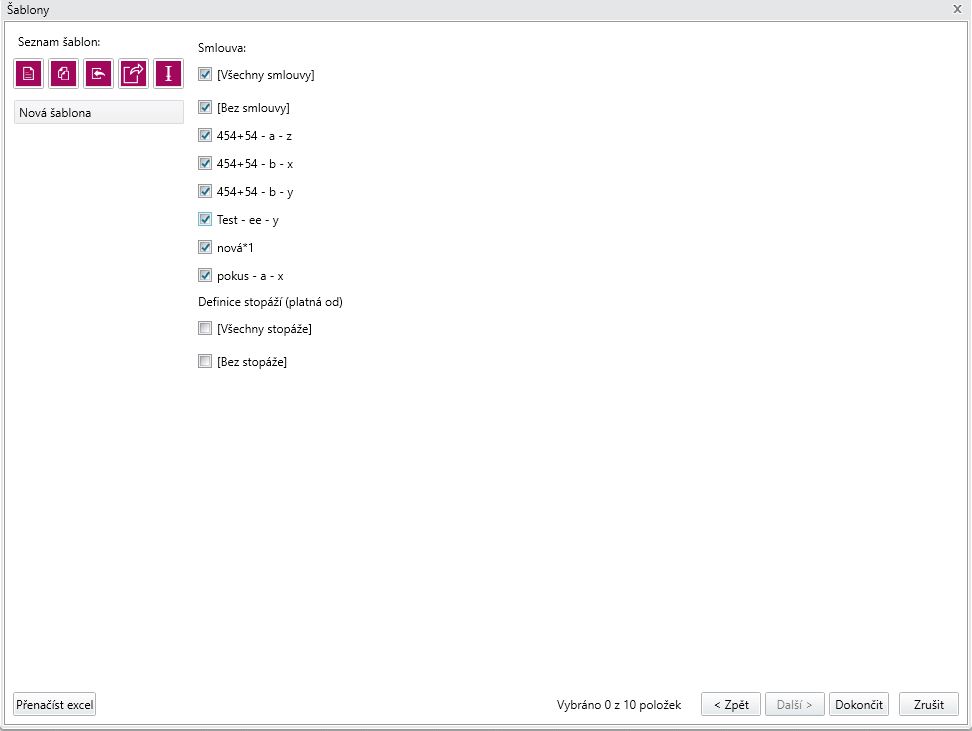 Šablony
Seznam šablon:
Nová šablona
Smlouva:
[Všechny smlouvy]
[Bez smlouvy]
454+54 - a - z
454+54 - b - x
454+54 - b - y
Test - ee - y
nová*1
pokus - a - x
Definice stopáží (platná od)
[Všechny stopáže]
[Bez stopáže]
Přenačíst excel
Vybráno 0 z 10 položek
< Zpět
Další >
Dokončit
Zrušit